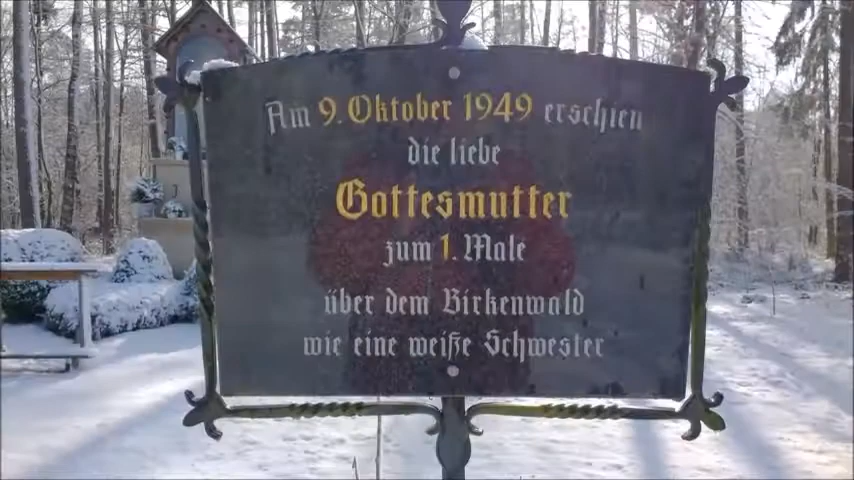 Am 9. Oktober 1949 erschien
die liebe
Gottesmutter
zum 1. Male
über dem Birkenwald
wie eine weiße Schwester